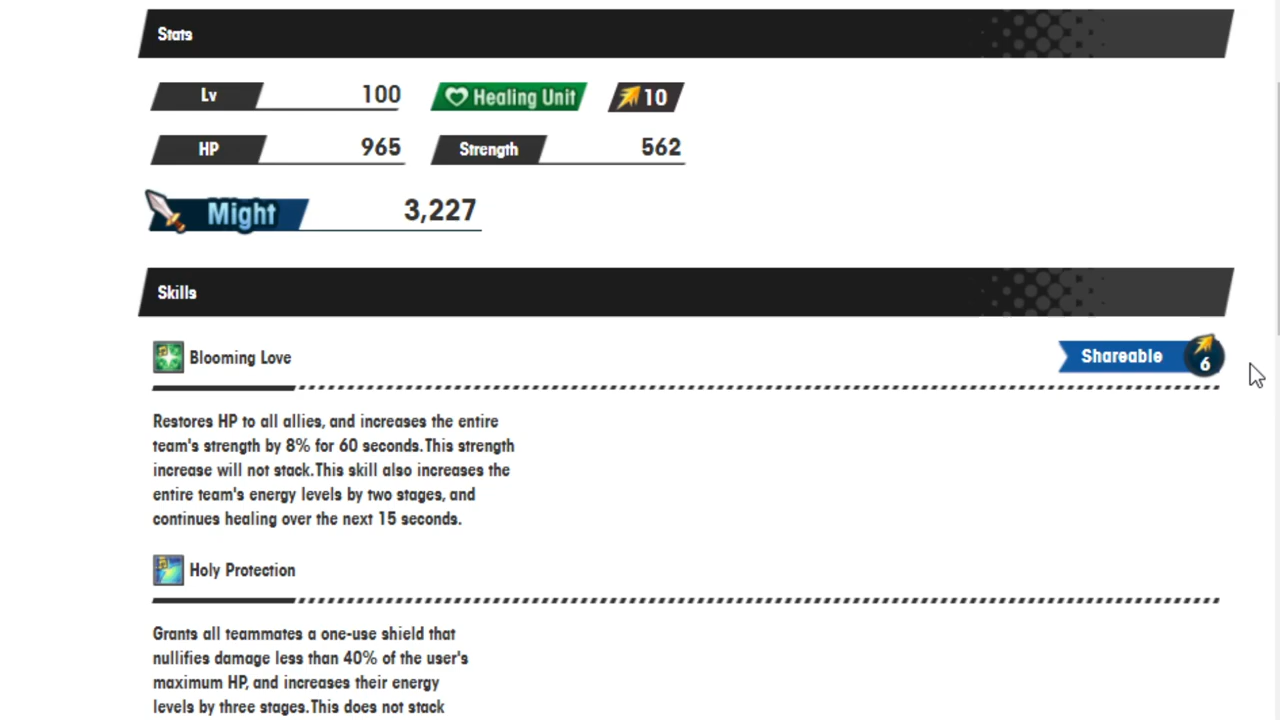 Stats
Lv 100 Healing Unit 10
HP 965 Strength 562
Might 3,227
Skills
Blooming Love Shareable 6
Restores HP to all allies, and increases the entire
team's strength by 8% for 60 seconds. This strength
increase will not stack. This skill also increases the
entire team's energy levels by two stages, and
continues healing over the next 15 seconds.
Holy Protection
Grants all teammates a one-use shield that
nullifies damage less than 40% of the user's
maximum HP, and increases their energy
levels by three stages. This does not stack